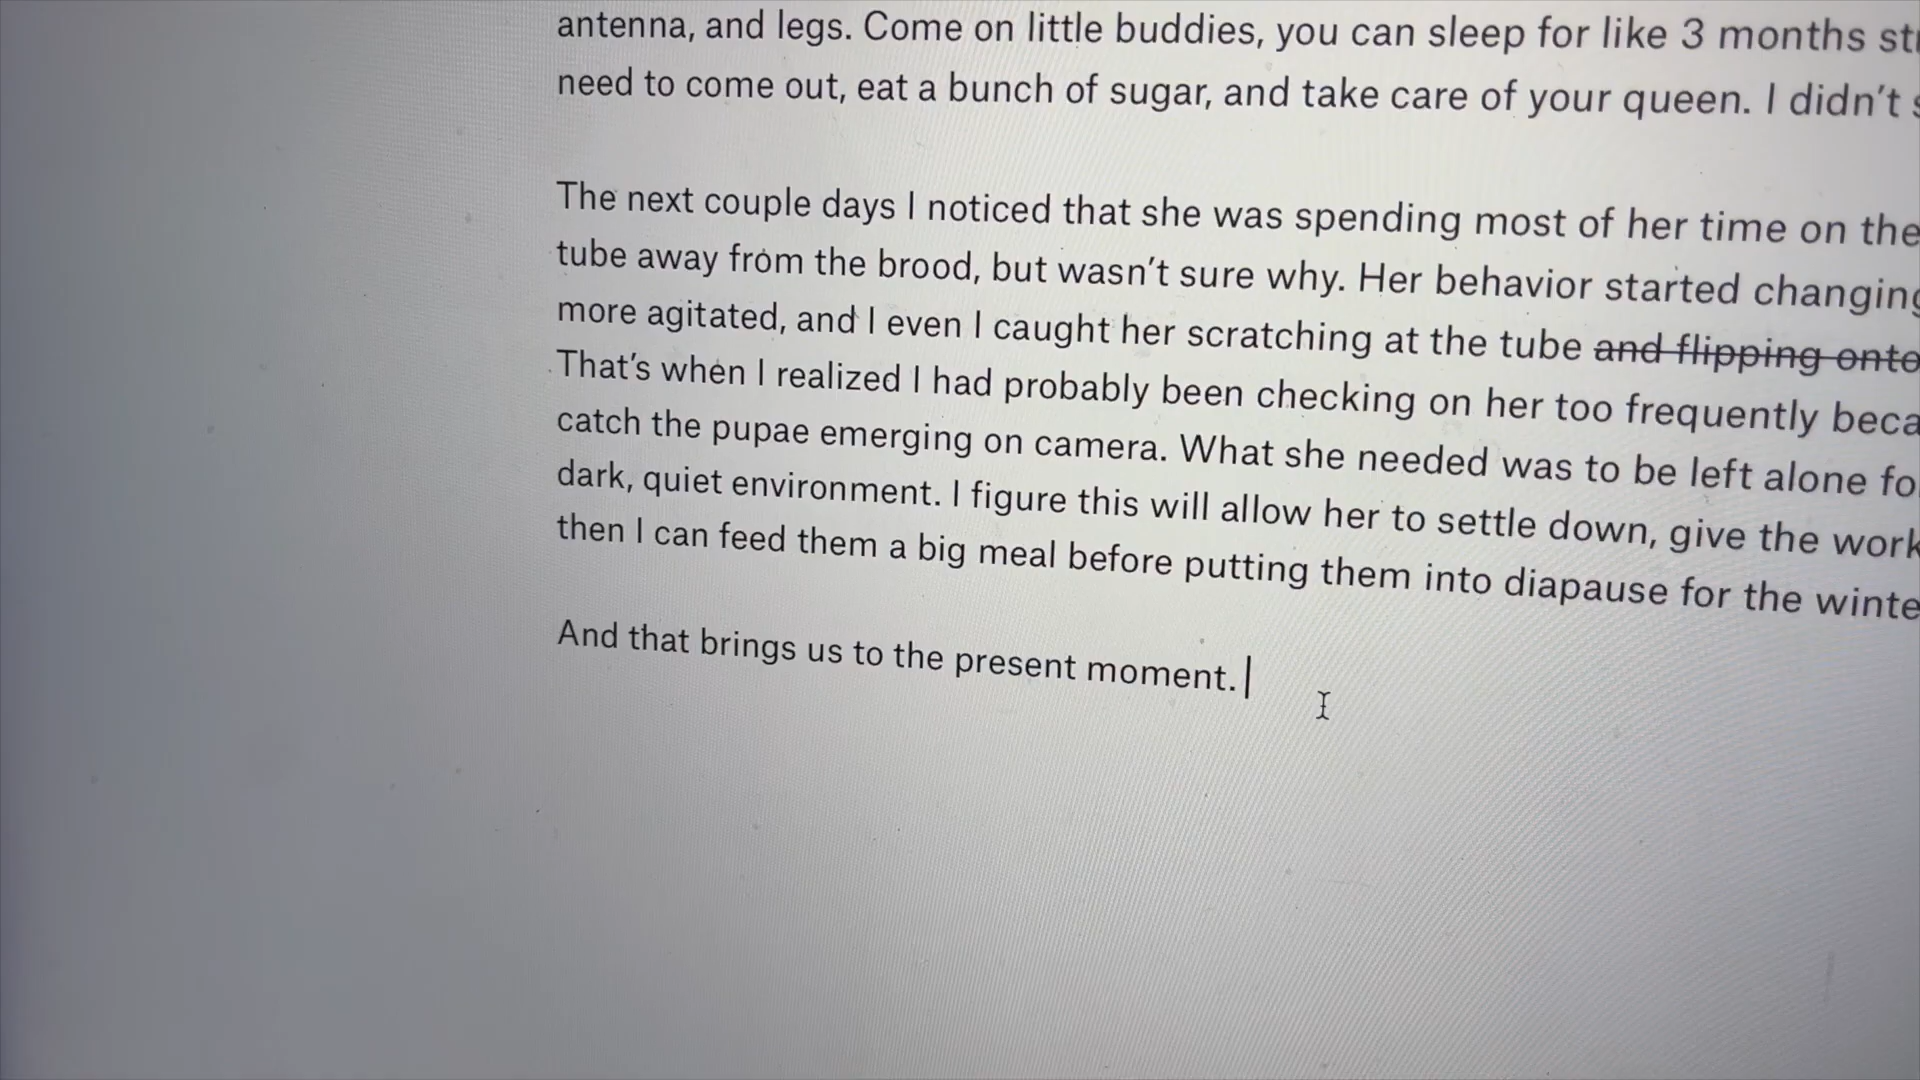 antenna, and legs. Come on little buddies, you can sleep for like 3 months
need to come out, eat a bunch of sugar, and take care of your queen. I didn't
The next couple days I noticed that she was spending most of her time on the
tube away from the brood, but wasn't sure why. Her behavior started changing
more agitated, and I even I caught her scratching at the tube and flipping onto
That's when I realized I had probably been checking on her too frequently
catch the pupae emerging on camera. What she needed was to be left alone
dark, quiet environment. I figure this will allow her to settle down, give the
then I can feed them a big meal before putting them into diapause for the
And that brings us to the present moment.